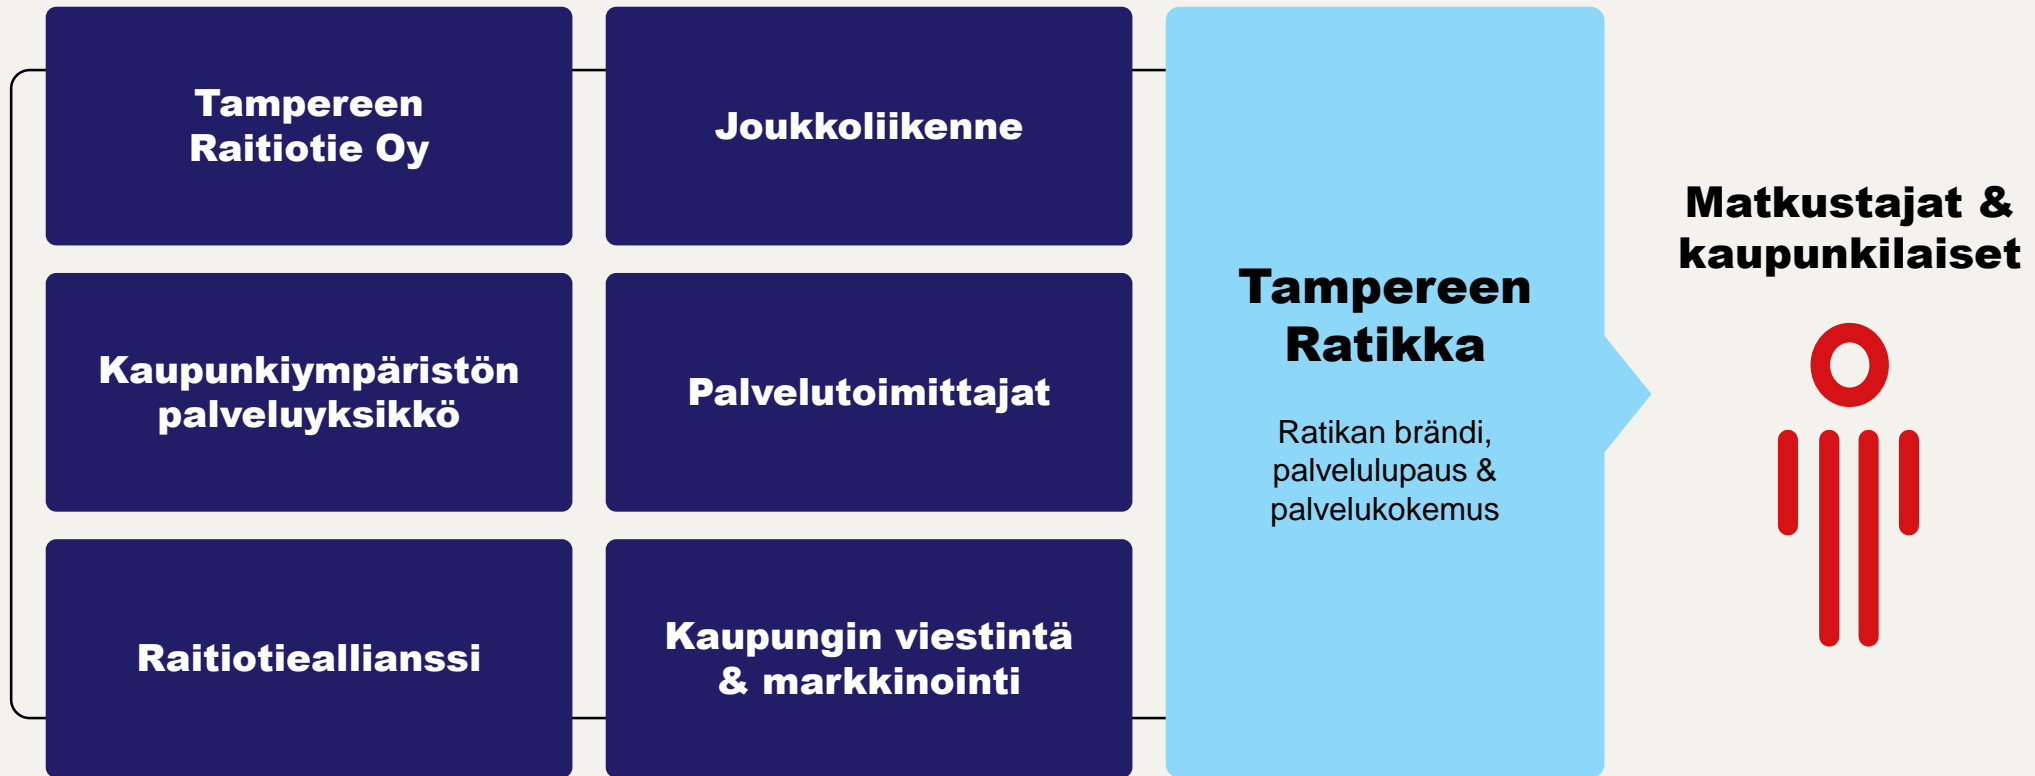 Tampereen
Raitiotie Oy
Joukkoliikenne
Kaupunkiympäristön
palveluyksikkö
Palvelutoimittajat
Raitiotieallianssi
Kaupungin viestintä
& markkinointi
Tampereen
Ratikka
Ratikan brändi,
palvelulupaus &
palvelukokemus
Matkustajat &
kaupunkilaiset